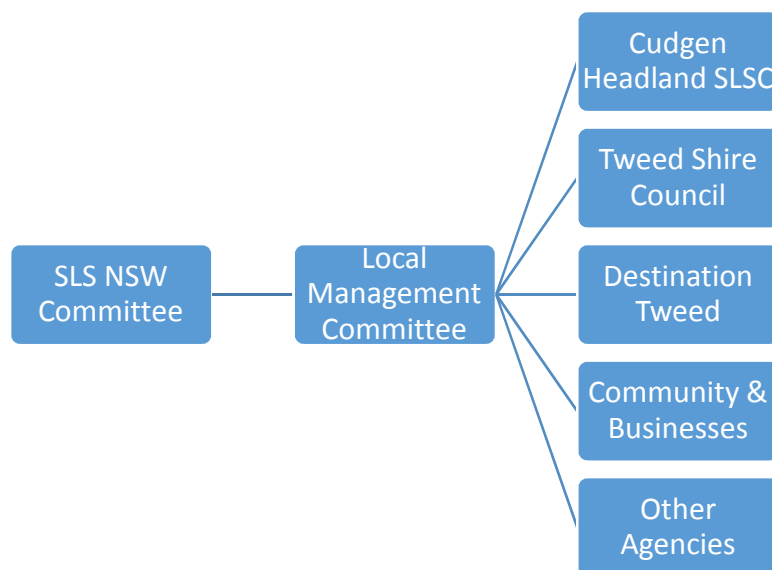 SLS NSW
Committee
Local
Management
Committee
Cudgen
Headland SLSC
Tweed Shire
Council
Destination
Tweed
Community &
Businesses
Other
Agencies